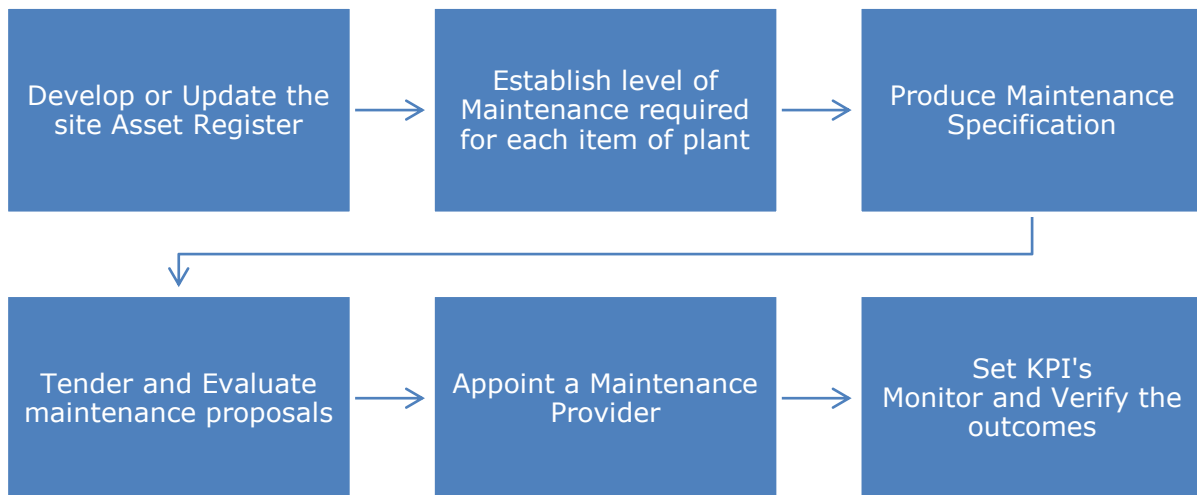 Develop or Update the
site Asset Register
Establish level of
Maintenance required
for each item of plant
Produce Maintenance
Specification
Tender and Evaluate
maintenance proposals
Appoint a Maintenance
Provider
Set KPI's
Monitor and Verify the
outcomes